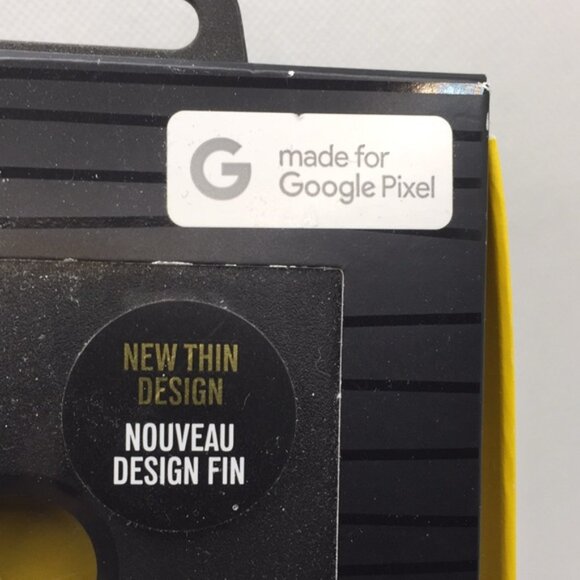 G
made for
Google Pixel
NEW THIN
DESIGN
NOUVEAU
DESIGN FIN